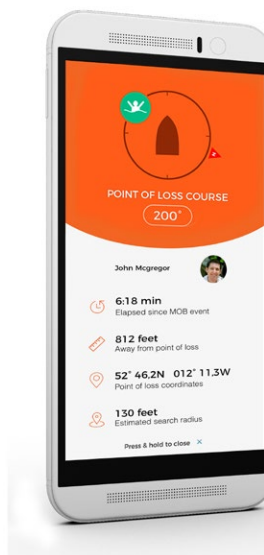 POINT OF LOSS COURSE
200°
John Mcgregor
6:18 min
Elapsed since MOB event
812 feet
Away from point of loss
52° 46,2N 012° 11,3W
Point of loss coordinates
130 feet
Estimated search radius
Press & hold to close ×